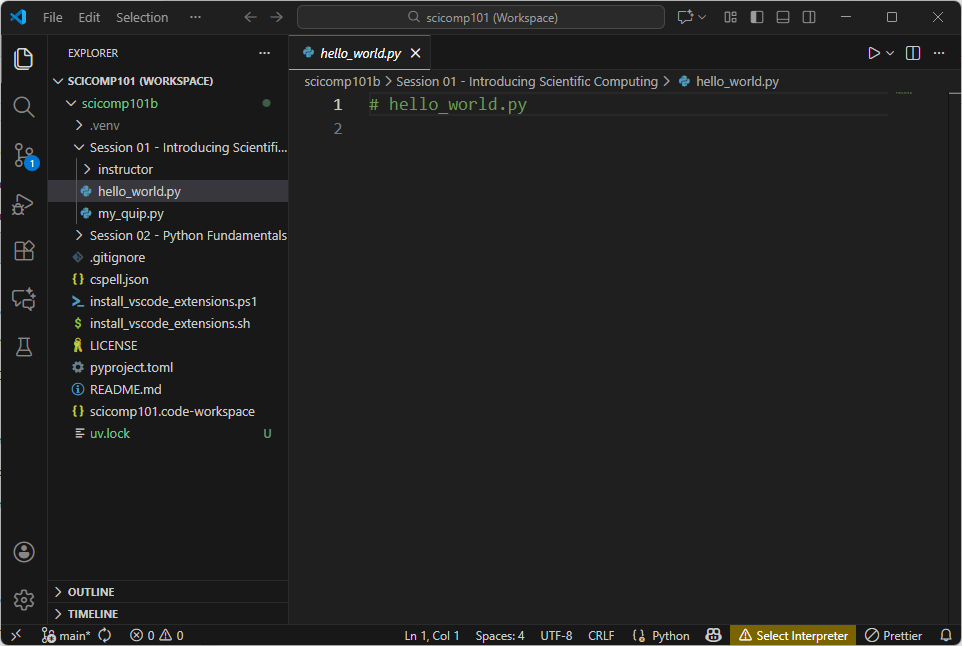 File Edit Selection ··· scicomp101 (Workspace)
EXPLORER ···
SCICOMP101 (WORKSPACE)
scicomp101b
.venv
Session 01 - Introducing Scientifi...
instructor
hello_world.py
my_quip.py
Session 02 - Python Fundamentals
.gitignore
{} cspell.json
install_vscode_extensions.ps1
$ install_vscode_extensions.sh
LICENSE
pyproject.toml
README.md
{} scicomp101.code-workspace
uv.lock U
OUTLINE
TIMELINE
1
hello_world.py
scicomp101b > Session 01 - Introducing Scientific Computing > hello_world.py
1 # hello_world.py
2
main* 0 0 Ln 1, Col 1 Spaces: 4 UTF-8 CRLF Python Select Interpreter Prettier